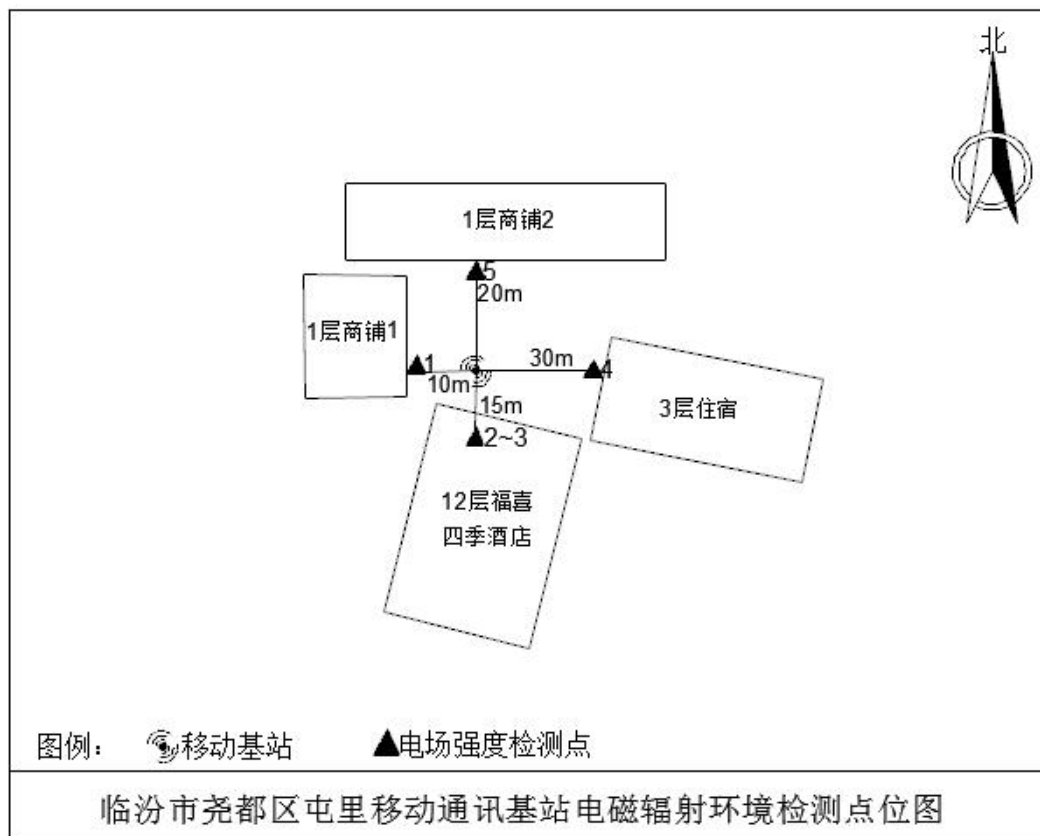 北
1层商铺2
5
20m
1层商铺1
1
10m
30m
4
15m
3层住宿
2~3
12层福喜
四季酒店
图例： 移动基站 电场强度检测点
临汾市尧都区屯里移动通讯基站电磁辐射环境检测点位图